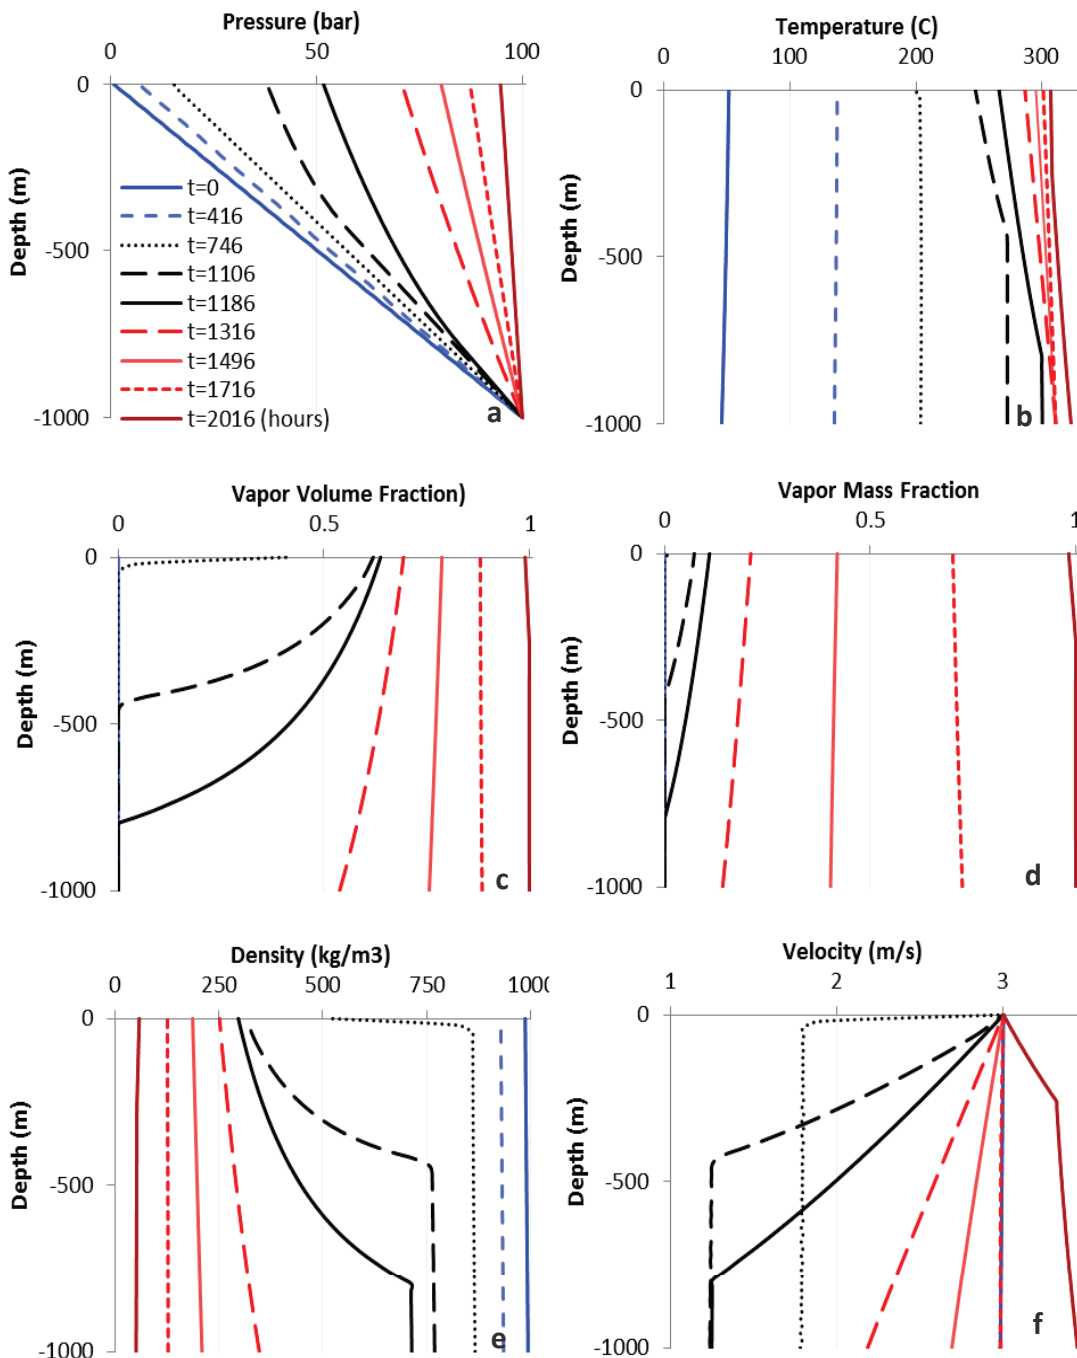 Pressure (bar)
0 50 100
0
-500
-1000
Depth (m)
t=0
t=416
t=746
t=1106
t=1186
t=1316
t=1496
t=1716
t=2016 (hours)
a
Temperature (C)
0 100 200 300
0
-500
-1000
Depth (m)
b
Vapor Volume Fraction)
0 0.5 1
0
-500
-1000
Depth (m)
c
Vapor Mass Fraction
0 0.5 1
0
-500
-1000
Depth (m)
d
Density (kg/m3)
0 250 500 750 1000
0
-500
-1000
Depth (m)
e
Velocity (m/s)
1 2 3
0
-500
-1000
Depth (m)
f